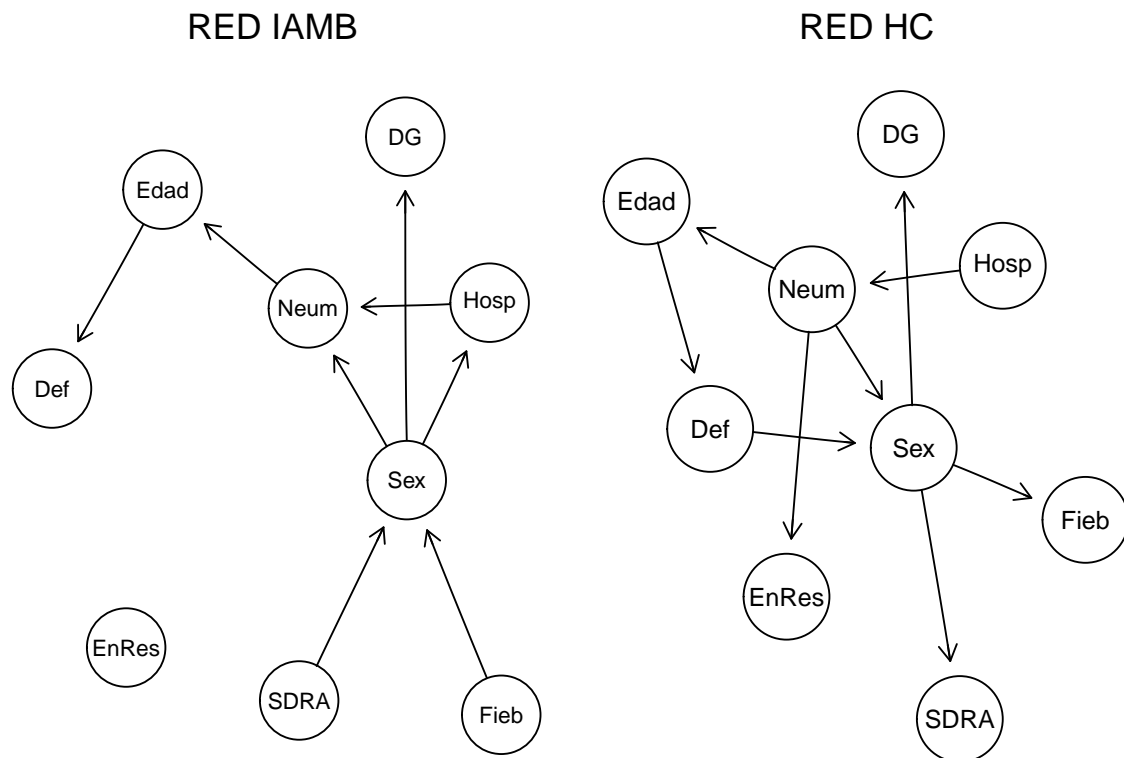 RED IAMB
DG
Edad
Neum
Hosp
Def
Sex
EnRes
SDRA
Fieb
RED HC
DG
Edad
Hosp
Neum
Def
Sex
Fieb
EnRes
SDRA